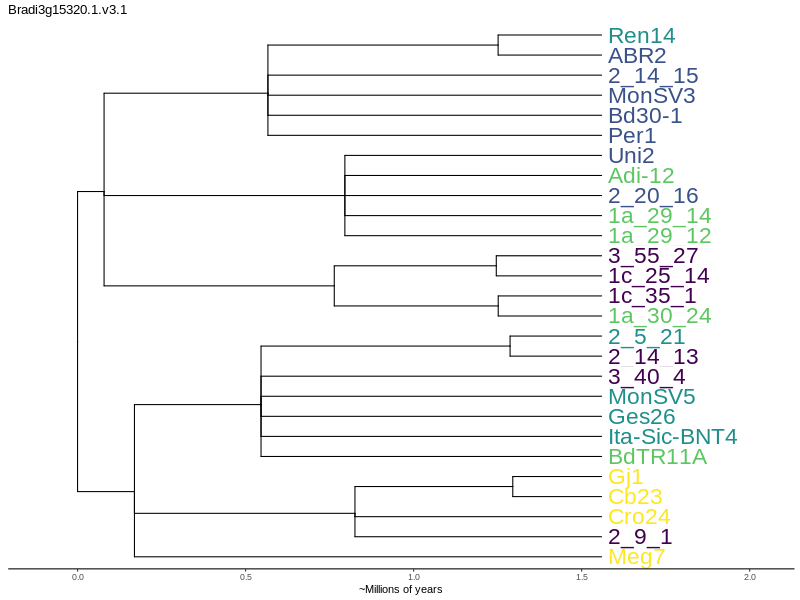 Bradi3g15320.1.v3.1
Ren14
ABR2
2_14_15
MonSV3
Bd30-1
Per1
Uni2
Adi-12
2_20_16
1a_29_14
1a_29_12
3_55_27
1c_25_14
1c_35_1
1a_30_24
2_5_21
2_14_13
3_40_4
MonSV5
Ges26
Ita-Sic-BNT4
BdTR11A
Gj1
Cb23
Cro24
2_9_1
Meg7
0.0 0.5 1.0 1.5 2.0
~Millions of years